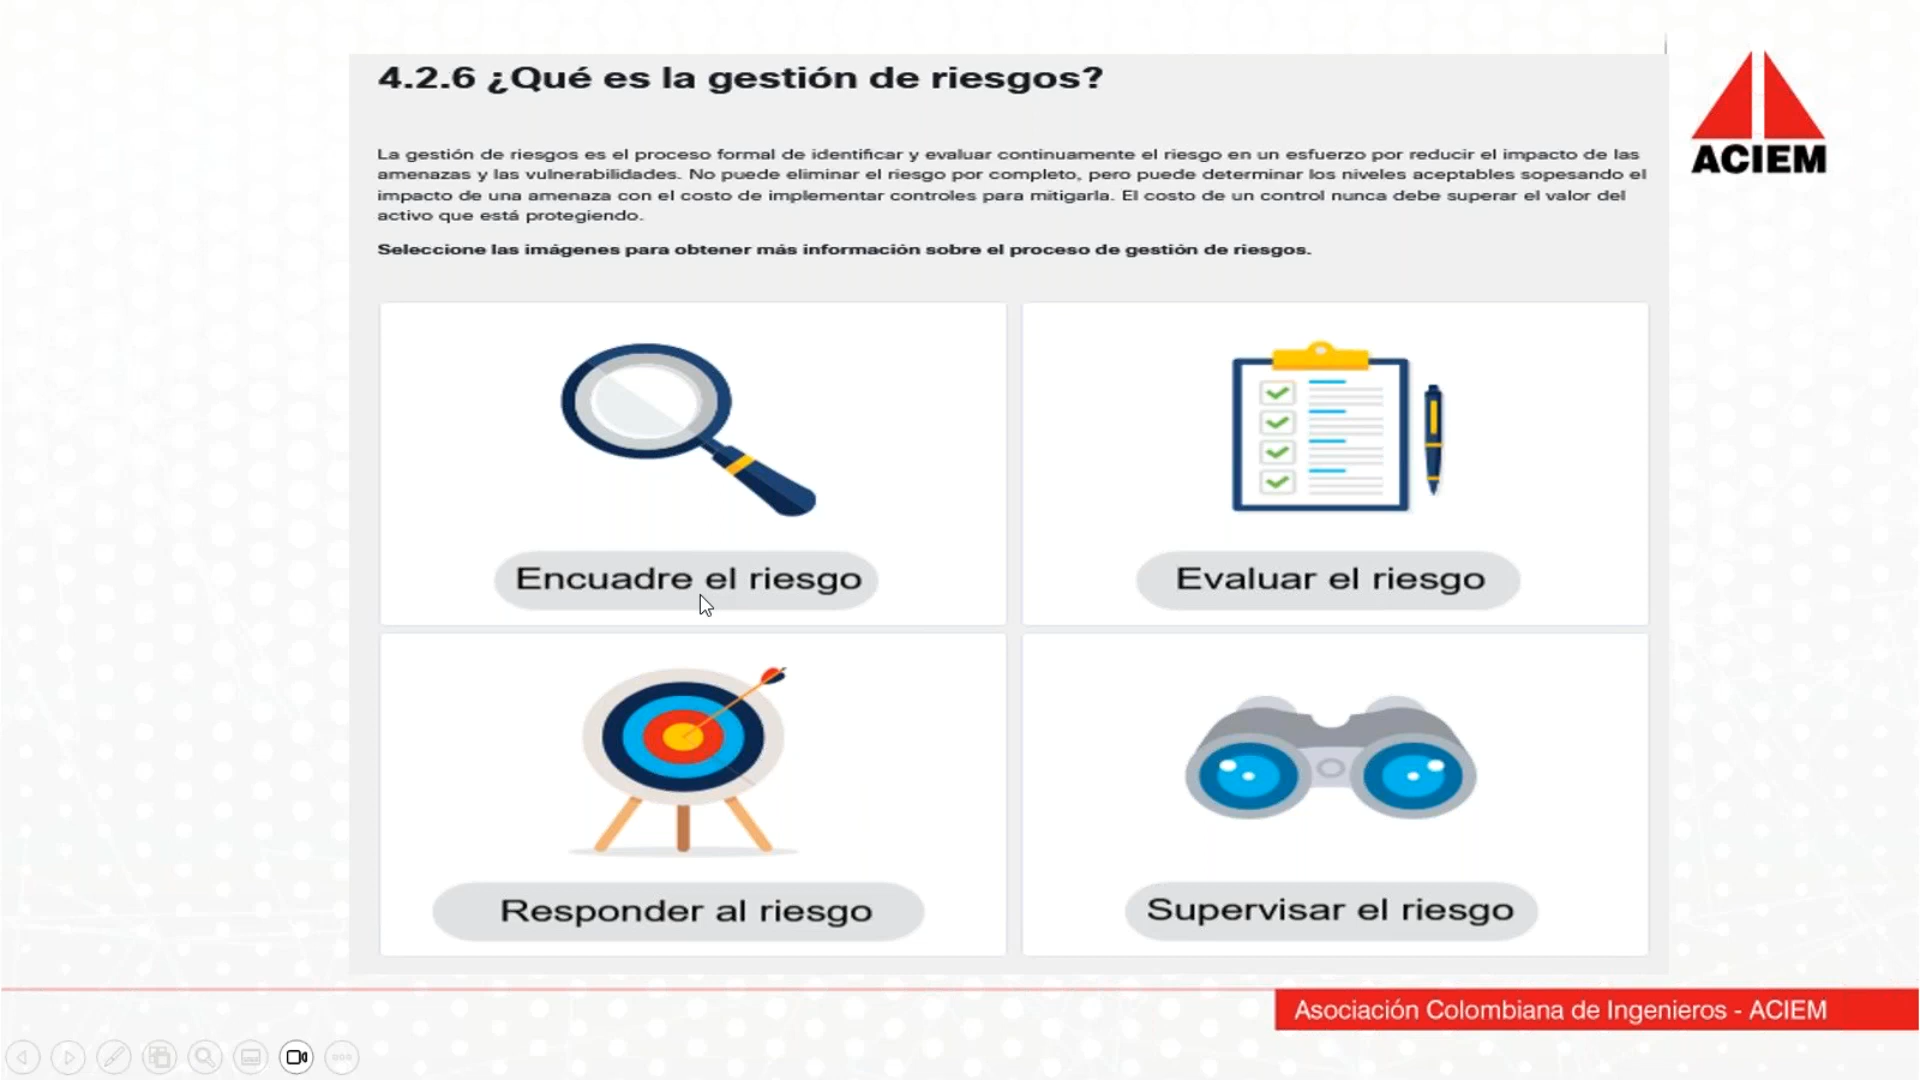 4.2.6 ¿Qué es la gestión de riesgos?
La gestión de riesgos es el proceso formal de identificar y evaluar continuamente el riesgo en un esfuerzo por reducir el impacto de las
amenazas y las vulnerabilidades. No puede eliminar el riesgo por completo, pero puede determinar los niveles aceptables sopesando el
impacto de una amenaza con el costo de implementar controles para mitigarla. El costo de un control nunca debe superar el valor del
activo que está protegiendo.
Seleccione las imágenes para obtener más información sobre el proceso de gestión de riesgos.
ACIEM
Encuadre el riesgo
Evaluar el riesgo
Responder al riesgo
Supervisar el riesgo
Asociación Colombiana de Ingenieros - ACIEM